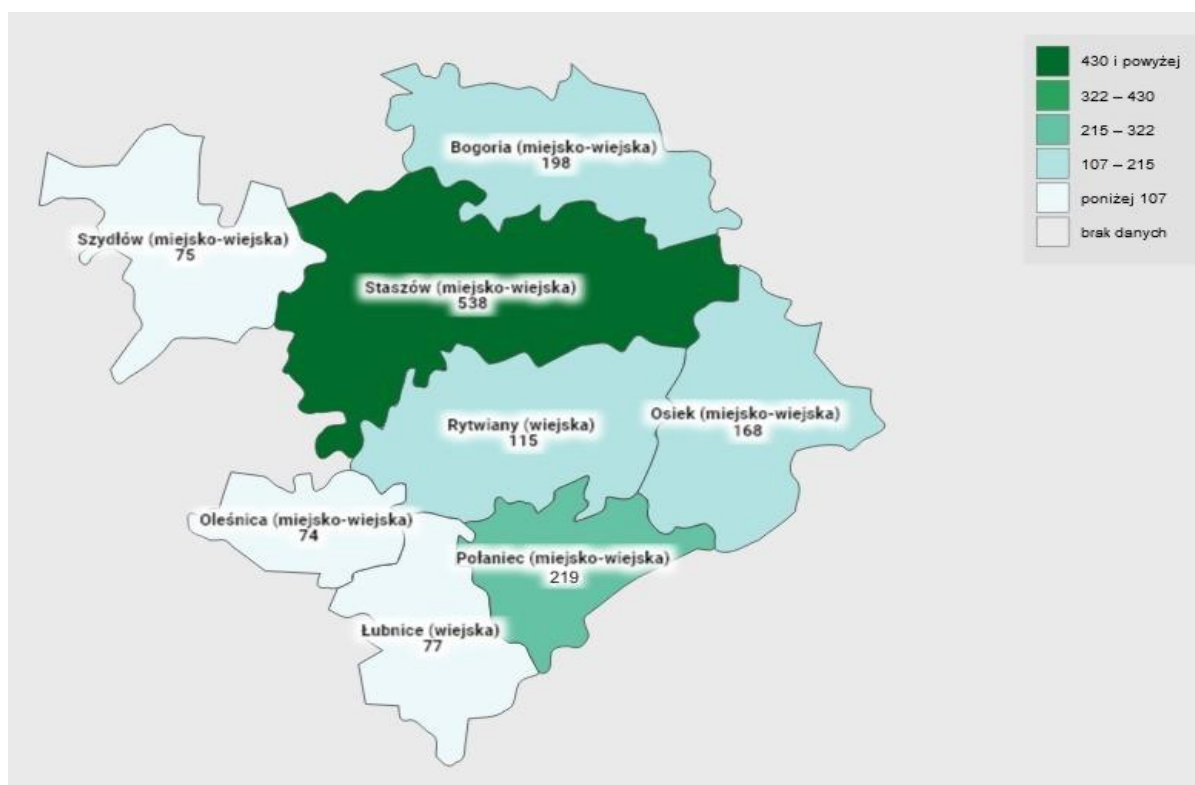 430 i powyżej
322 – 430
215 – 322
107 – 215
poniżej 107
brak danych
Bogoria (miejsko-wiejska)
198
Szydłów (miejsko-wiejska)
75
Staszów (miejsko-wiejska)
538
Osiek (miejsko-wiejska)
168
Rytwiany (wiejska)
115
Oleśnica (miejsko-wiejska)
74
Połaniec (miejsko-wiejska)
219
Łubnice (wiejska)
77